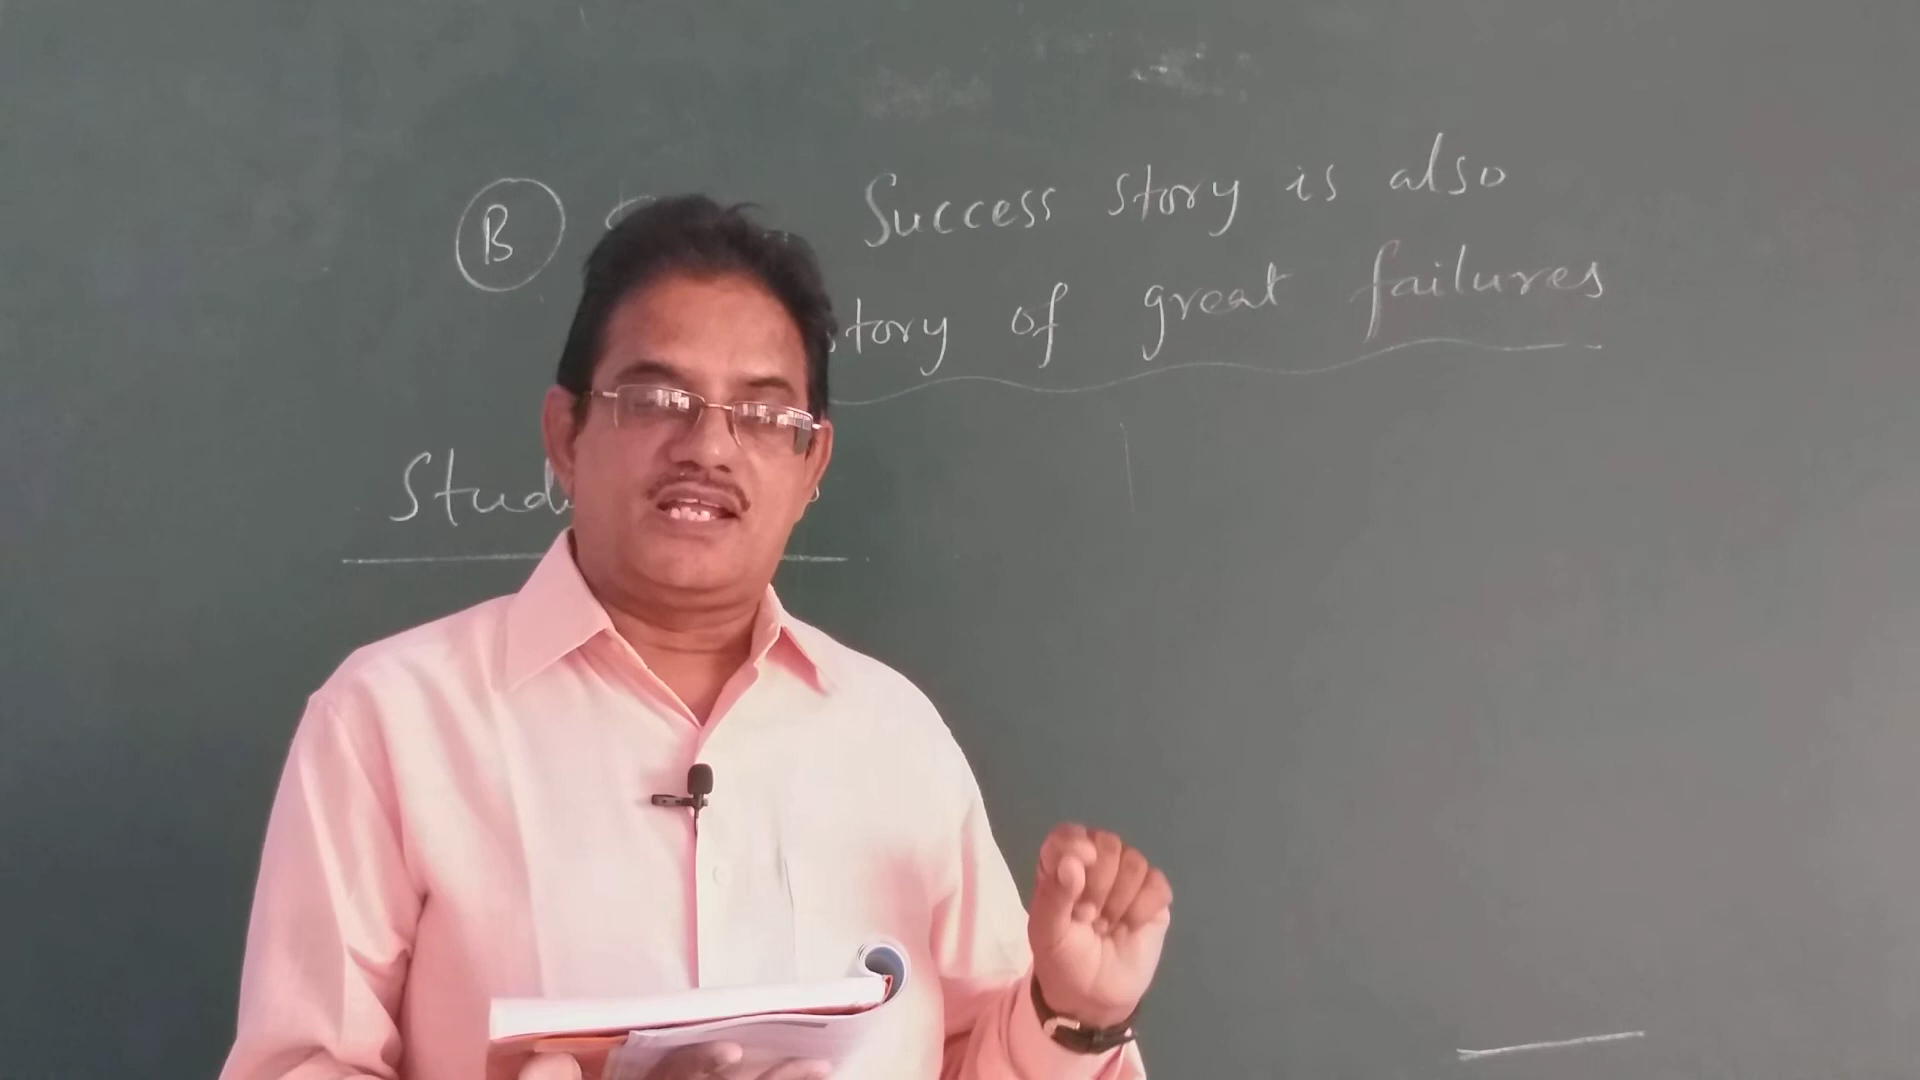 B Success story is also
story of great failures
Stud